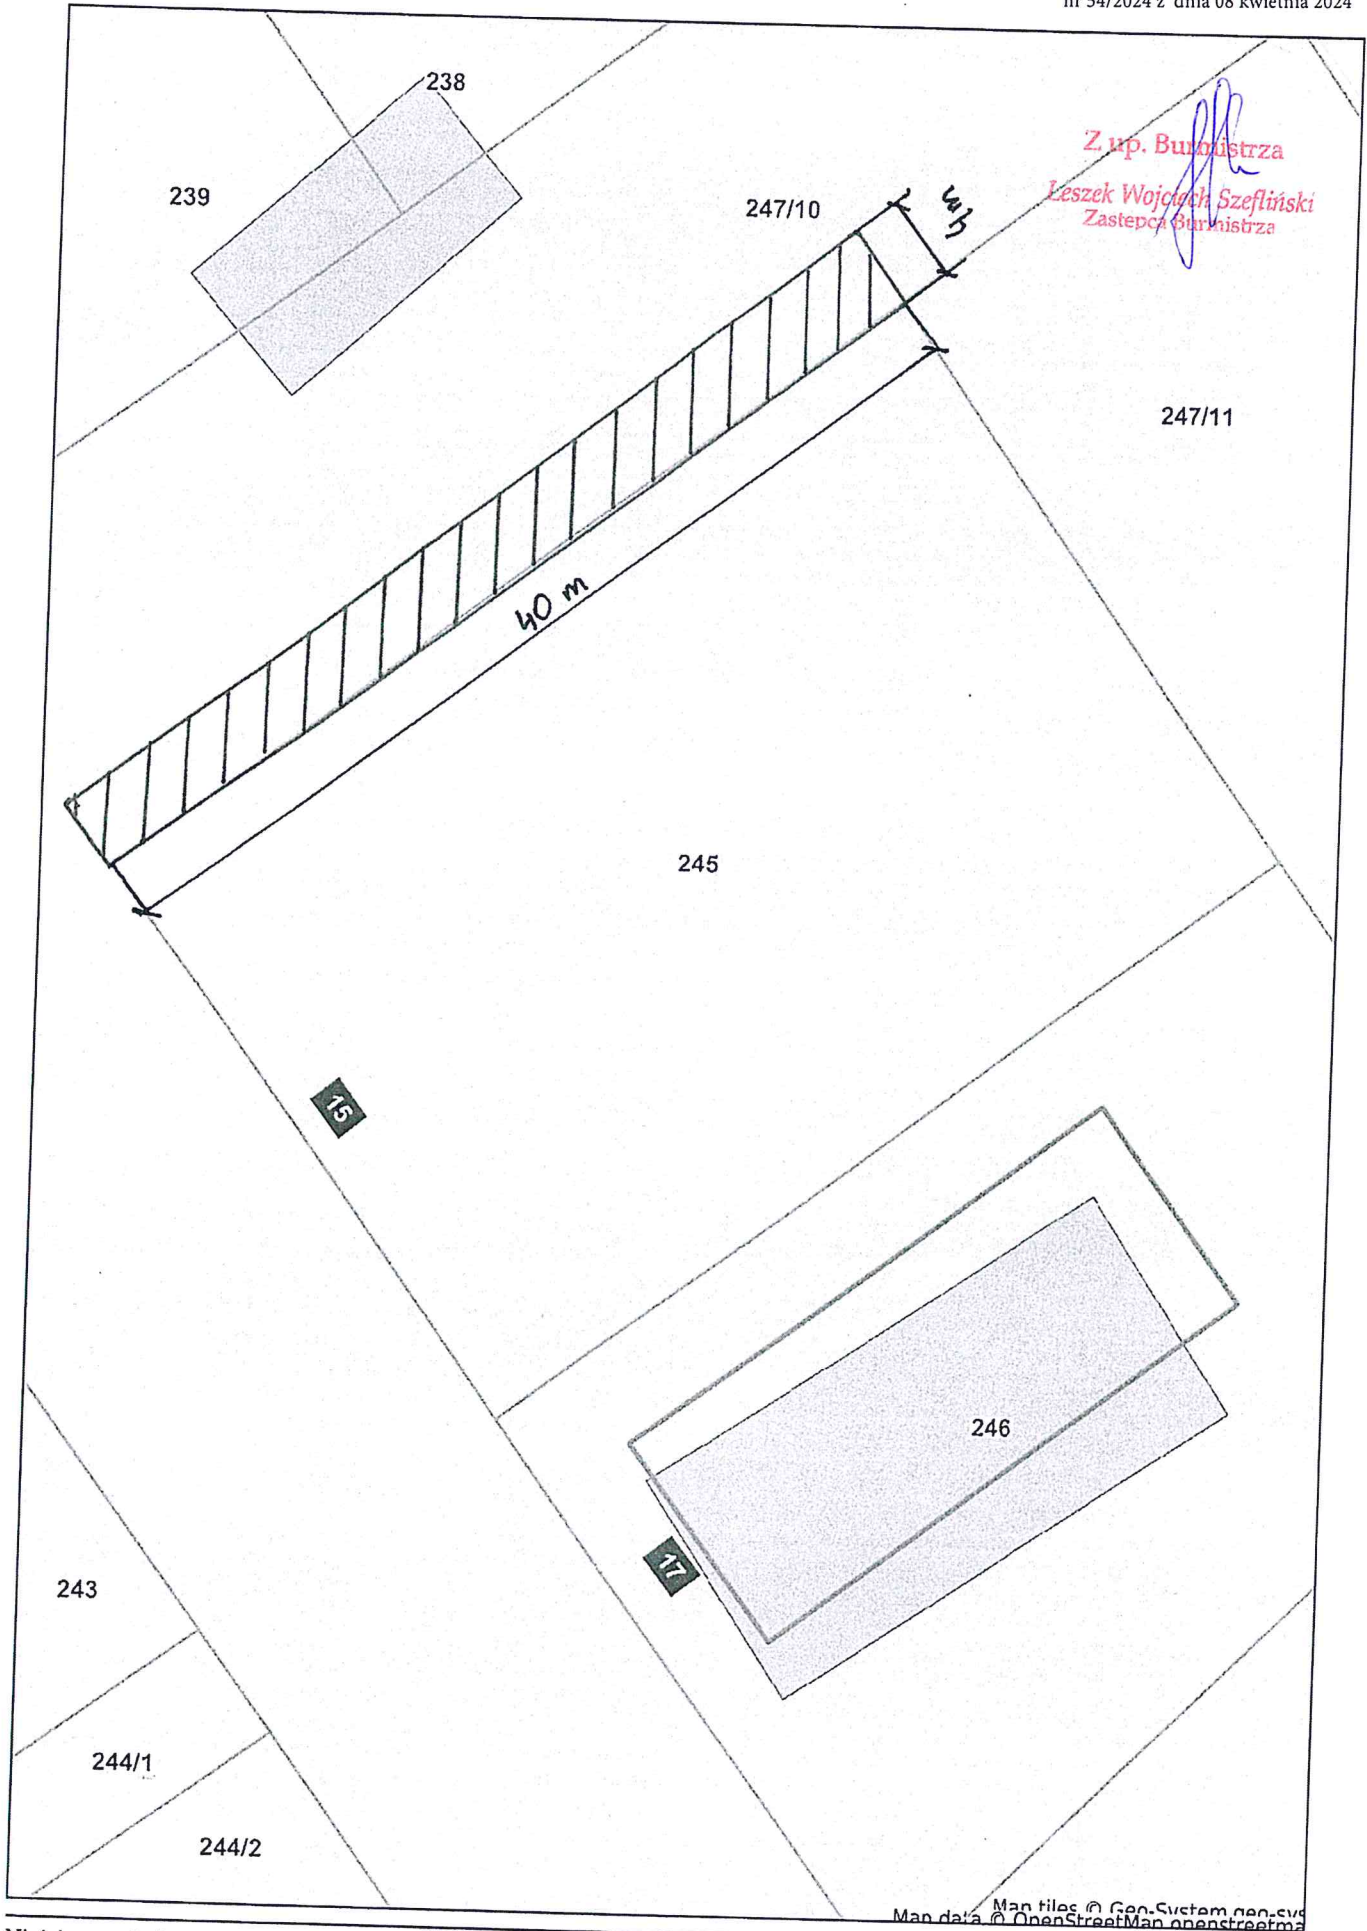 nr 54/2024 z dnia 08 kwietnia 2024
238
Z up. Burmistrza
239
247/10
4m
Leszek Wojciech Szefliński
Zastępca Burmistrza
247/11
40 m
245
15
246
17
243
244/1
244/2
Map tiles © Geo-System geo-sys
Map data © OpenStreetMap openstreetma